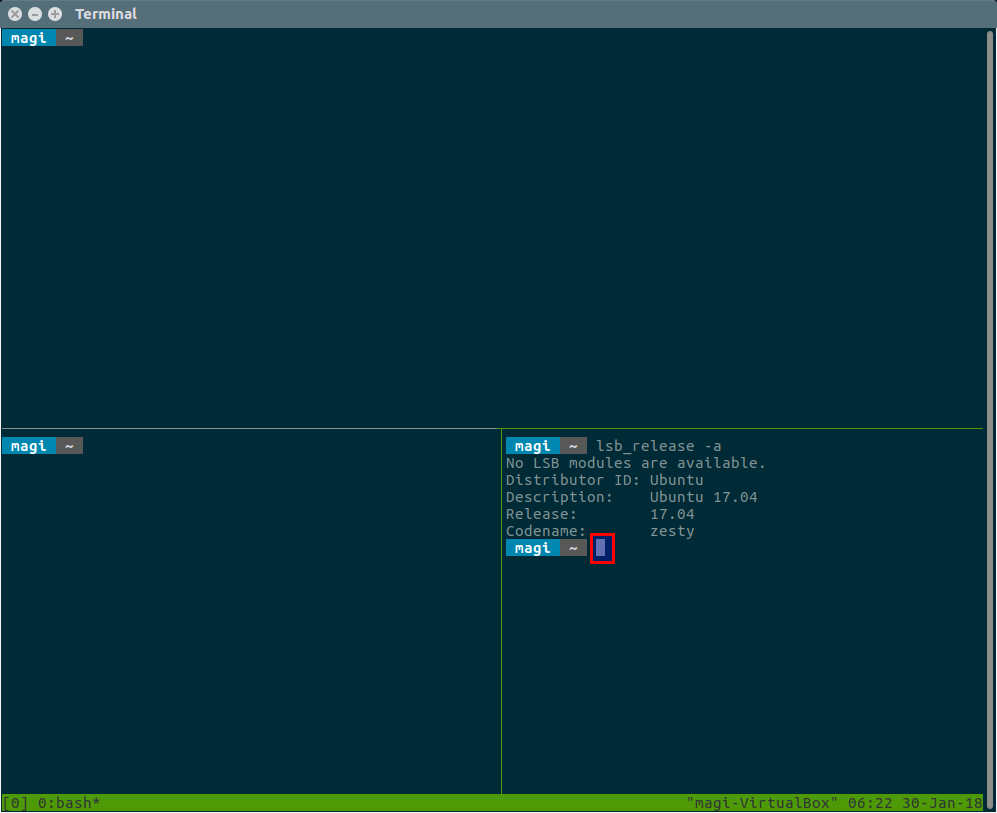 Terminal
magi ~
magi ~
magi ~ lsb_release -a
No LSB modules are available.
Distributor ID: Ubuntu
Description: Ubuntu 17.04
Release: 17.04
Codename: zesty
magi ~
[0] 0:bash* "magi-VirtualBox" 06:22 30-Jan-18